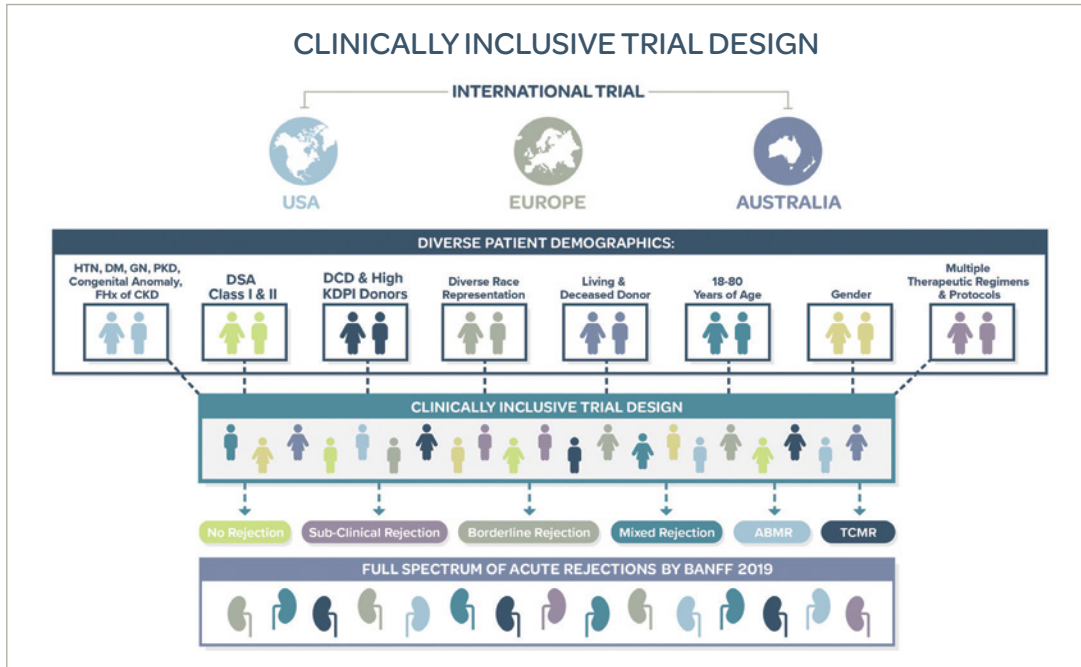 CLINICALLY INCLUSIVE TRIAL DESIGN
INTERNATIONAL TRIAL
USA
EUROPE
AUSTRALIA
DIVERSE PATIENT DEMOGRAPHICS:
HTN, DM, GN, PKD,
Congenital Anomaly,
FHx of CKD
DSA
Class I & II
DCD & High
KDPI Donors
Diverse Race
Representation
Living &
Deceased Donor
18-80
Years of Age
Gender
Multiple
Therapeutic Regimens
& Protocols
CLINICALLY INCLUSIVE TRIAL DESIGN
No Rejection
Sub-Clinical Rejection
Borderline Rejection
Mixed Rejection
ABMR
TCMR
FULL SPECTRUM OF ACUTE REJECTIONS BY BANFF 2019